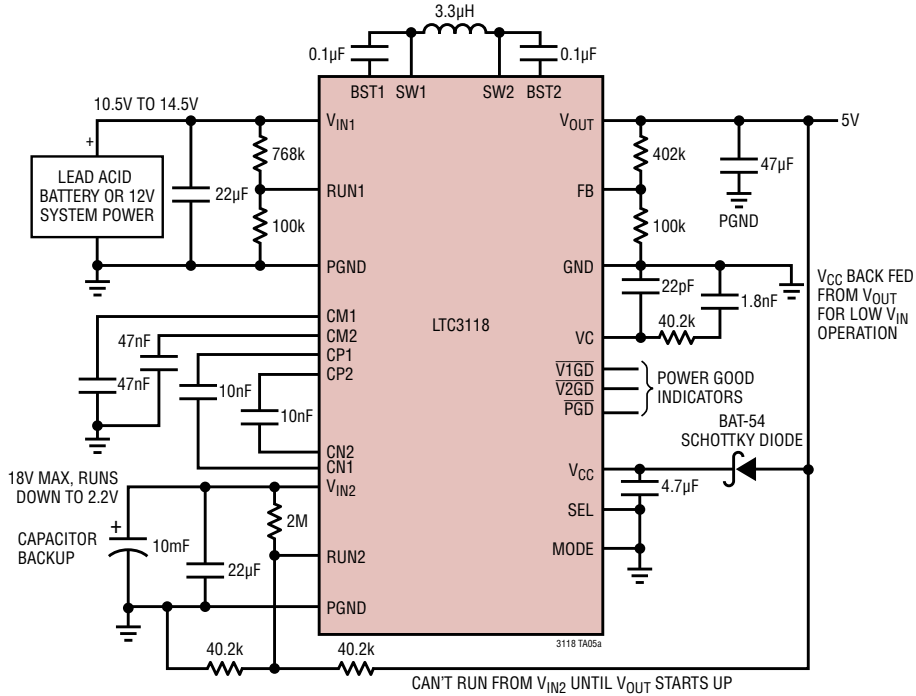 3.3µH
0.1µF
0.1µF
BST1 SW1 SW2 BST2
10.5V TO 14.5V
+
LEAD ACID
BATTERY OR 12V
SYSTEM POWER
22µF
768k
100k
VIN1
RUN1
PGND
VOUT
FB
GND
402k
100k
47µF
PGND
5V
22pF
1.8nF
40.2k
VC
VCC BACK FED
FROM VOUT
FOR LOW VIN
OPERATION
LTC3118
CM1
CM2
CP1
CP2
CN2
CN1
47nF
47nF
10nF
10nF
V1GD
V2GD
PGD
POWER GOOD
INDICATORS
BAT-54
SCHOTTKY DIODE
VCC
4.7µF
SEL
MODE
18V MAX, RUNS
DOWN TO 2.2V
+
CAPACITOR
BACKUP
10mF
22µF
2M
VIN2
RUN2
PGND
3118 TA05a
40.2k
40.2k
CAN'T RUN FROM VIN2 UNTIL VOUT STARTS UP